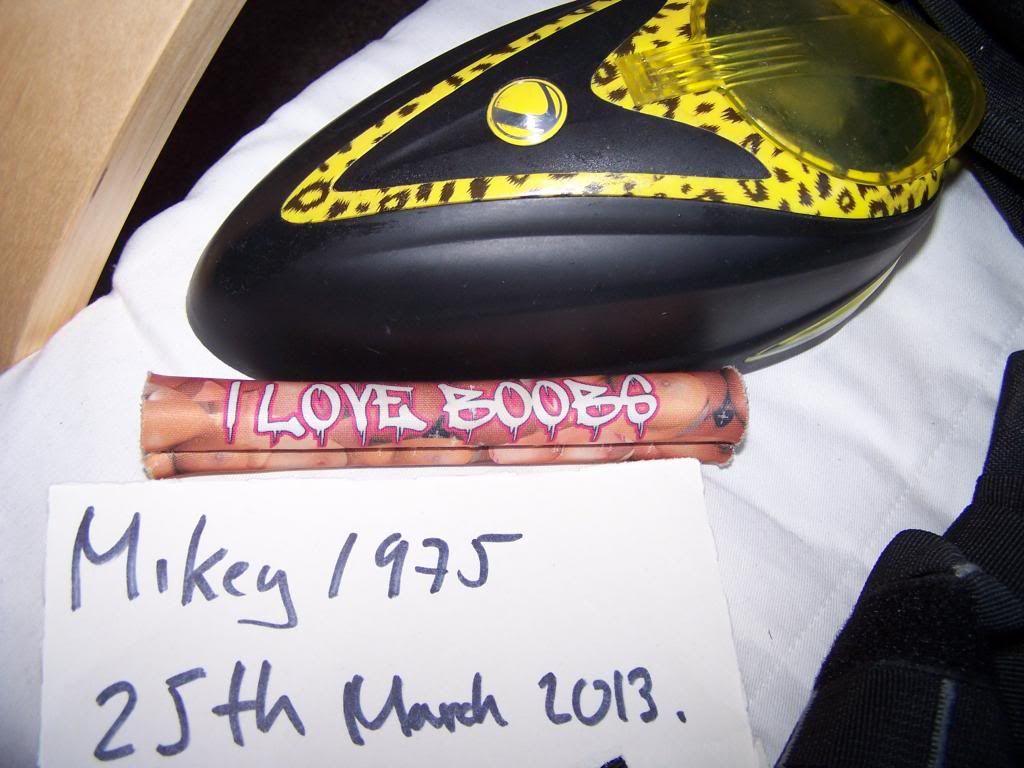 I LOVE BOOBS
Mikey 1975
25th March 2013.